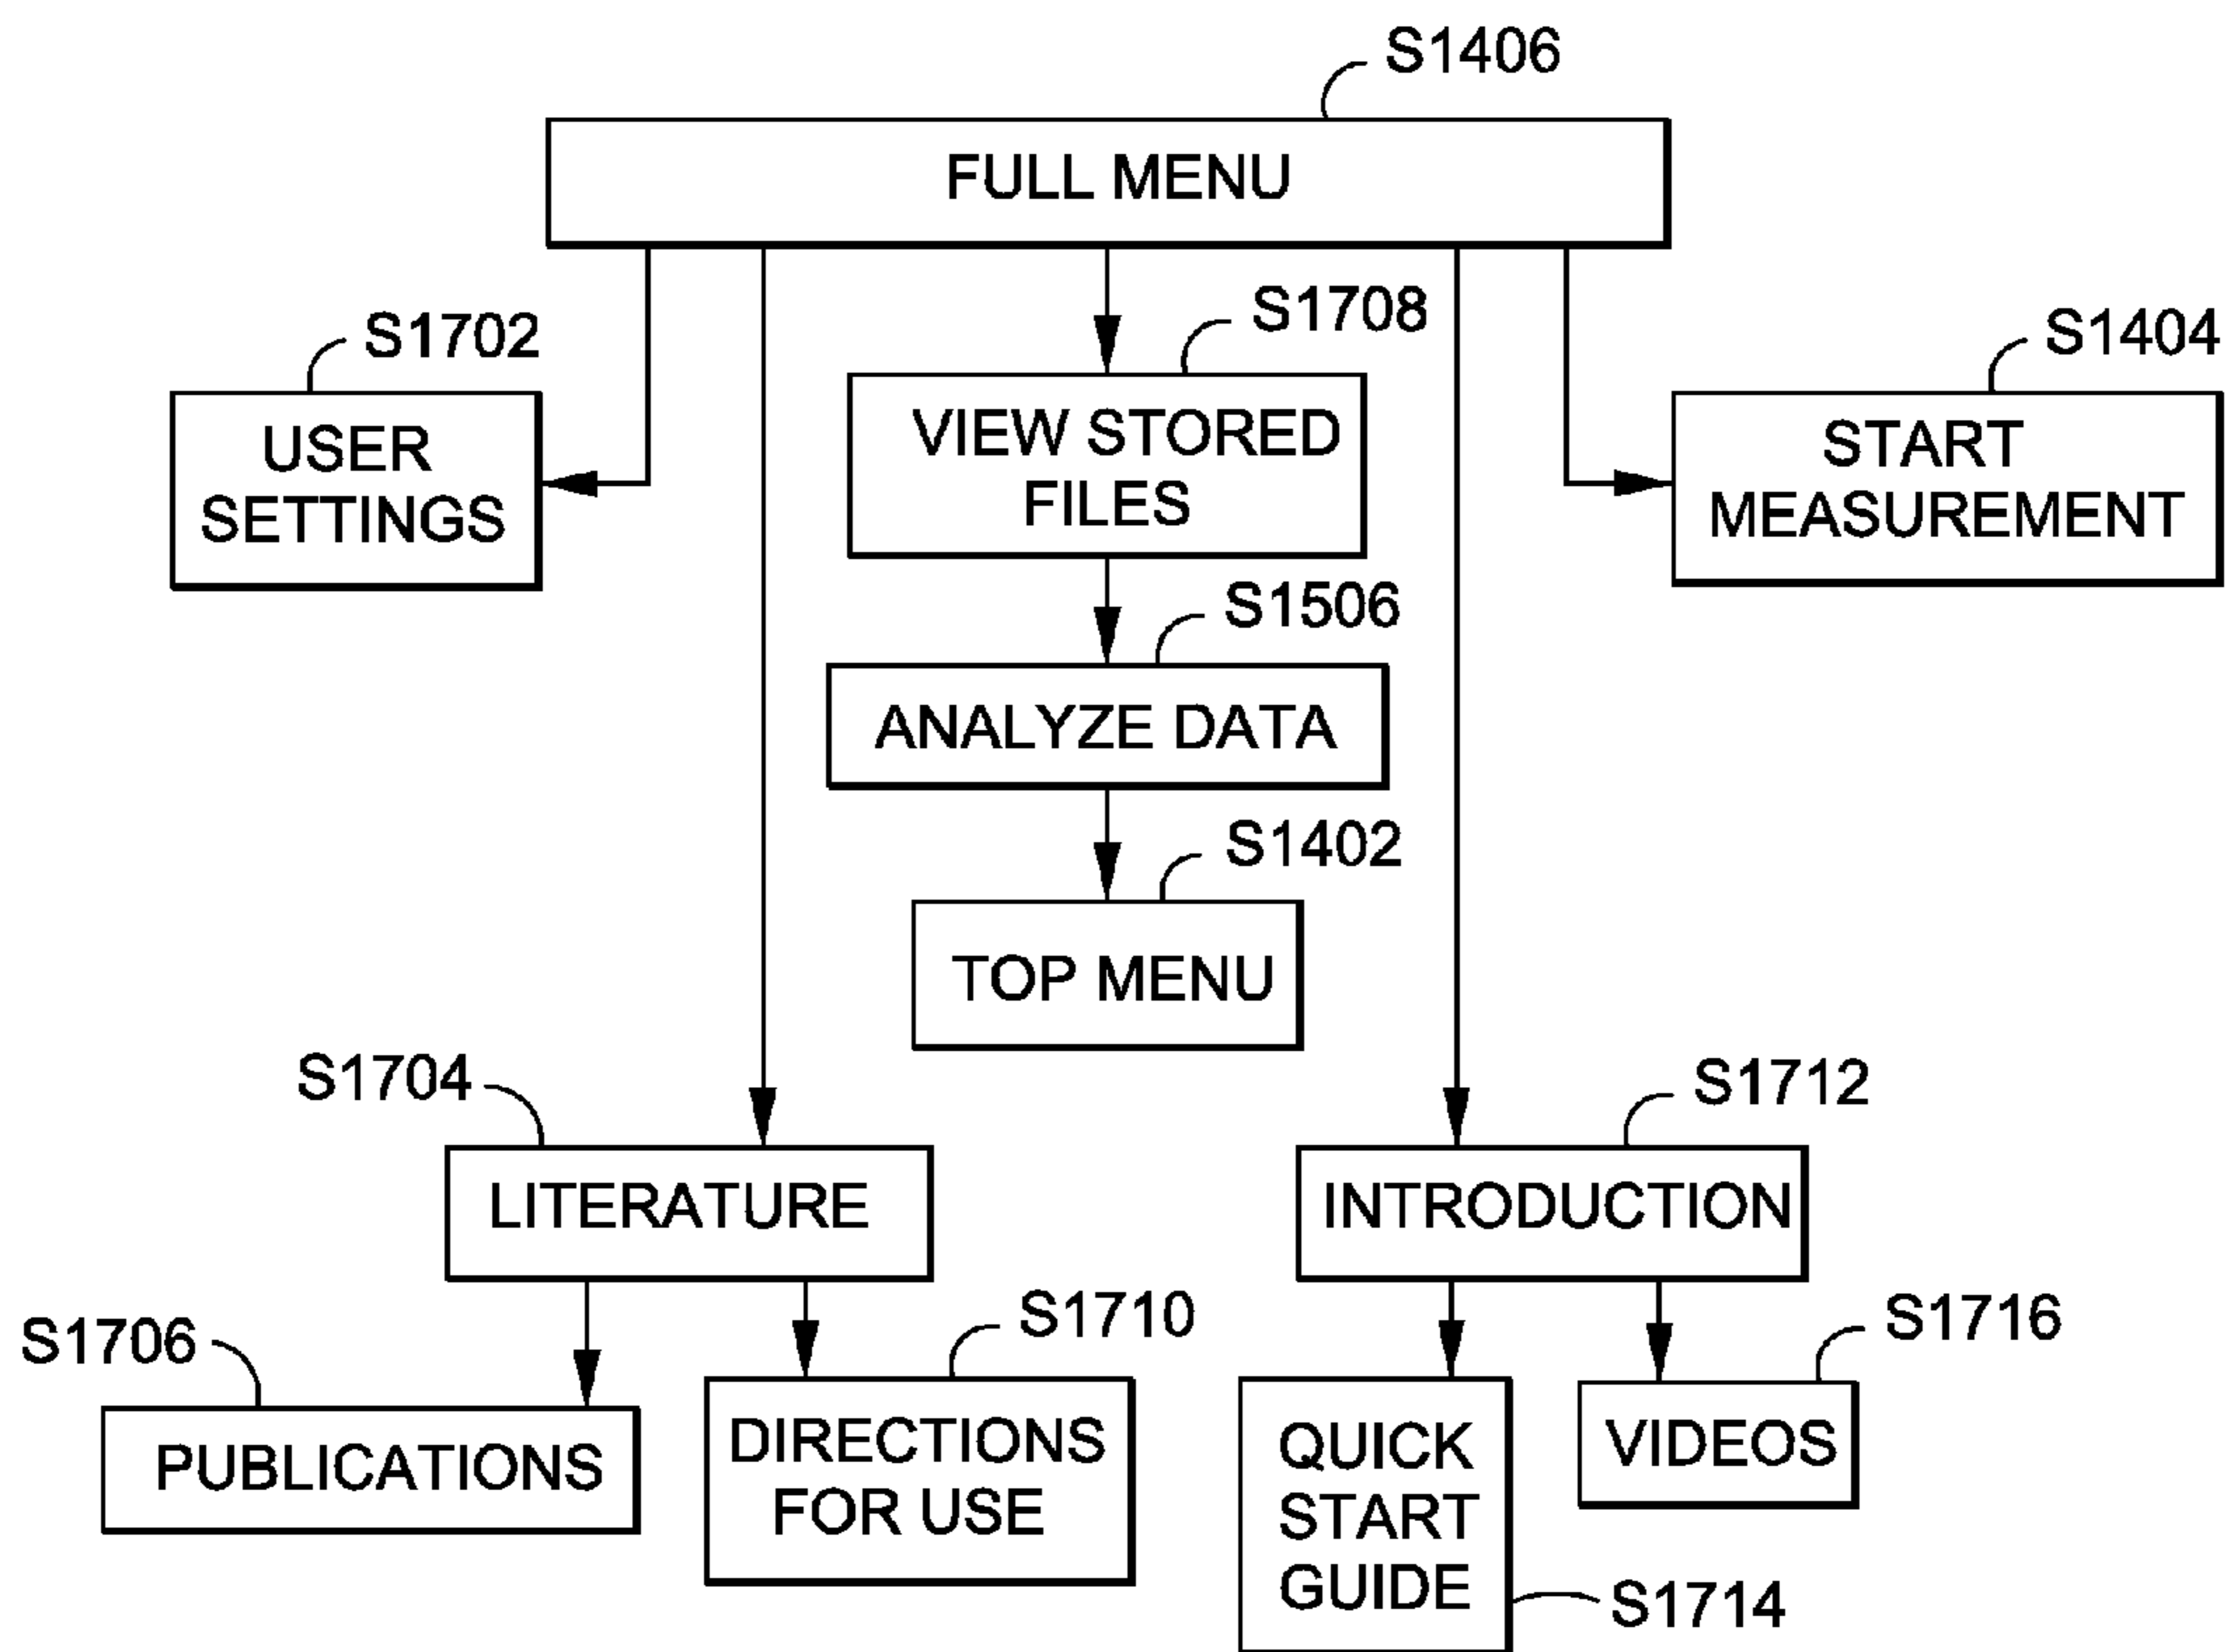 S1406
FULL MENU
S1702
S1708
S1404
USER
SETTINGS
VIEW STORED
FILES
START
MEASUREMENT
S1506
ANALYZE DATA
S1402
TOP MENU
S1704
S1712
LITERATURE
INTRODUCTION
S1706
S1710
S1716
PUBLICATIONS
DIRECTIONS
FOR USE
QUICK
START
GUIDE
VIDEOS
S1714